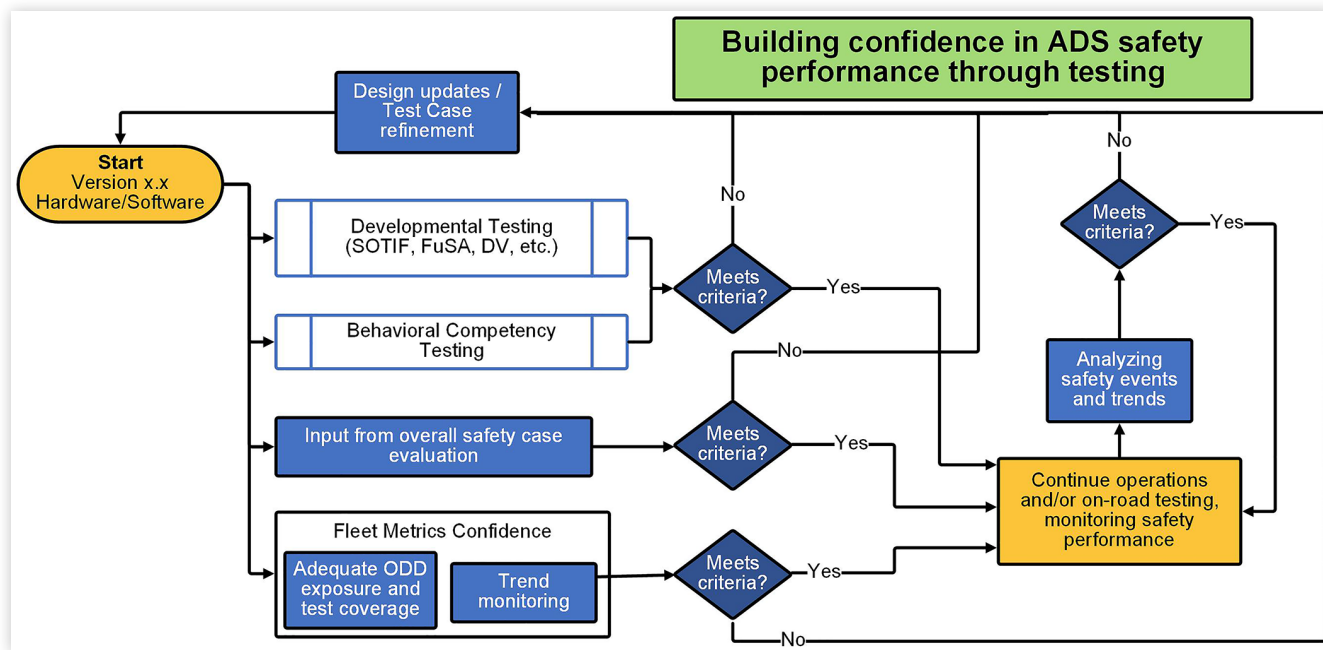 Building confidence in ADS safety
performance through testing
Design updates /
Test Case
refinement
Start
Version x.x
Hardware/Software
No
No
Developmental Testing
(SOTIF, FuSA, DV, etc.)
Meets
criteria?
Yes
Meets
criteria?
Yes
Behavioral Competency
Testing
No
Analyzing
safety events
and trends
Input from overall safety case
evaluation
Meets
criteria?
Yes
Continue operations
and/or on-road testing,
monitoring safety
performance
Fleet Metrics Confidence
Adequate ODD
exposure and
test coverage
Trend
monitoring
Meets
criteria?
Yes
No